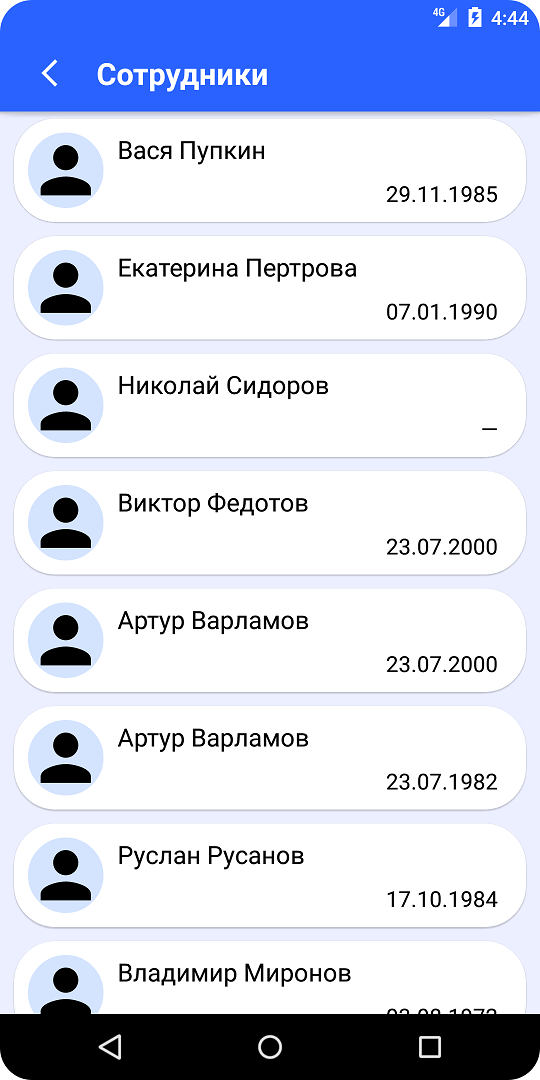 4G 4:44
Сотрудники
Вася Пупкин
29.11.1985
Екатерина Пертрова
07.01.1990
Николай Сидоров
—
Виктор Федотов
23.07.2000
Артур Варламов
23.07.2000
Артур Варламов
23.07.1982
Руслан Русанов
17.10.1984
Владимир Миронов